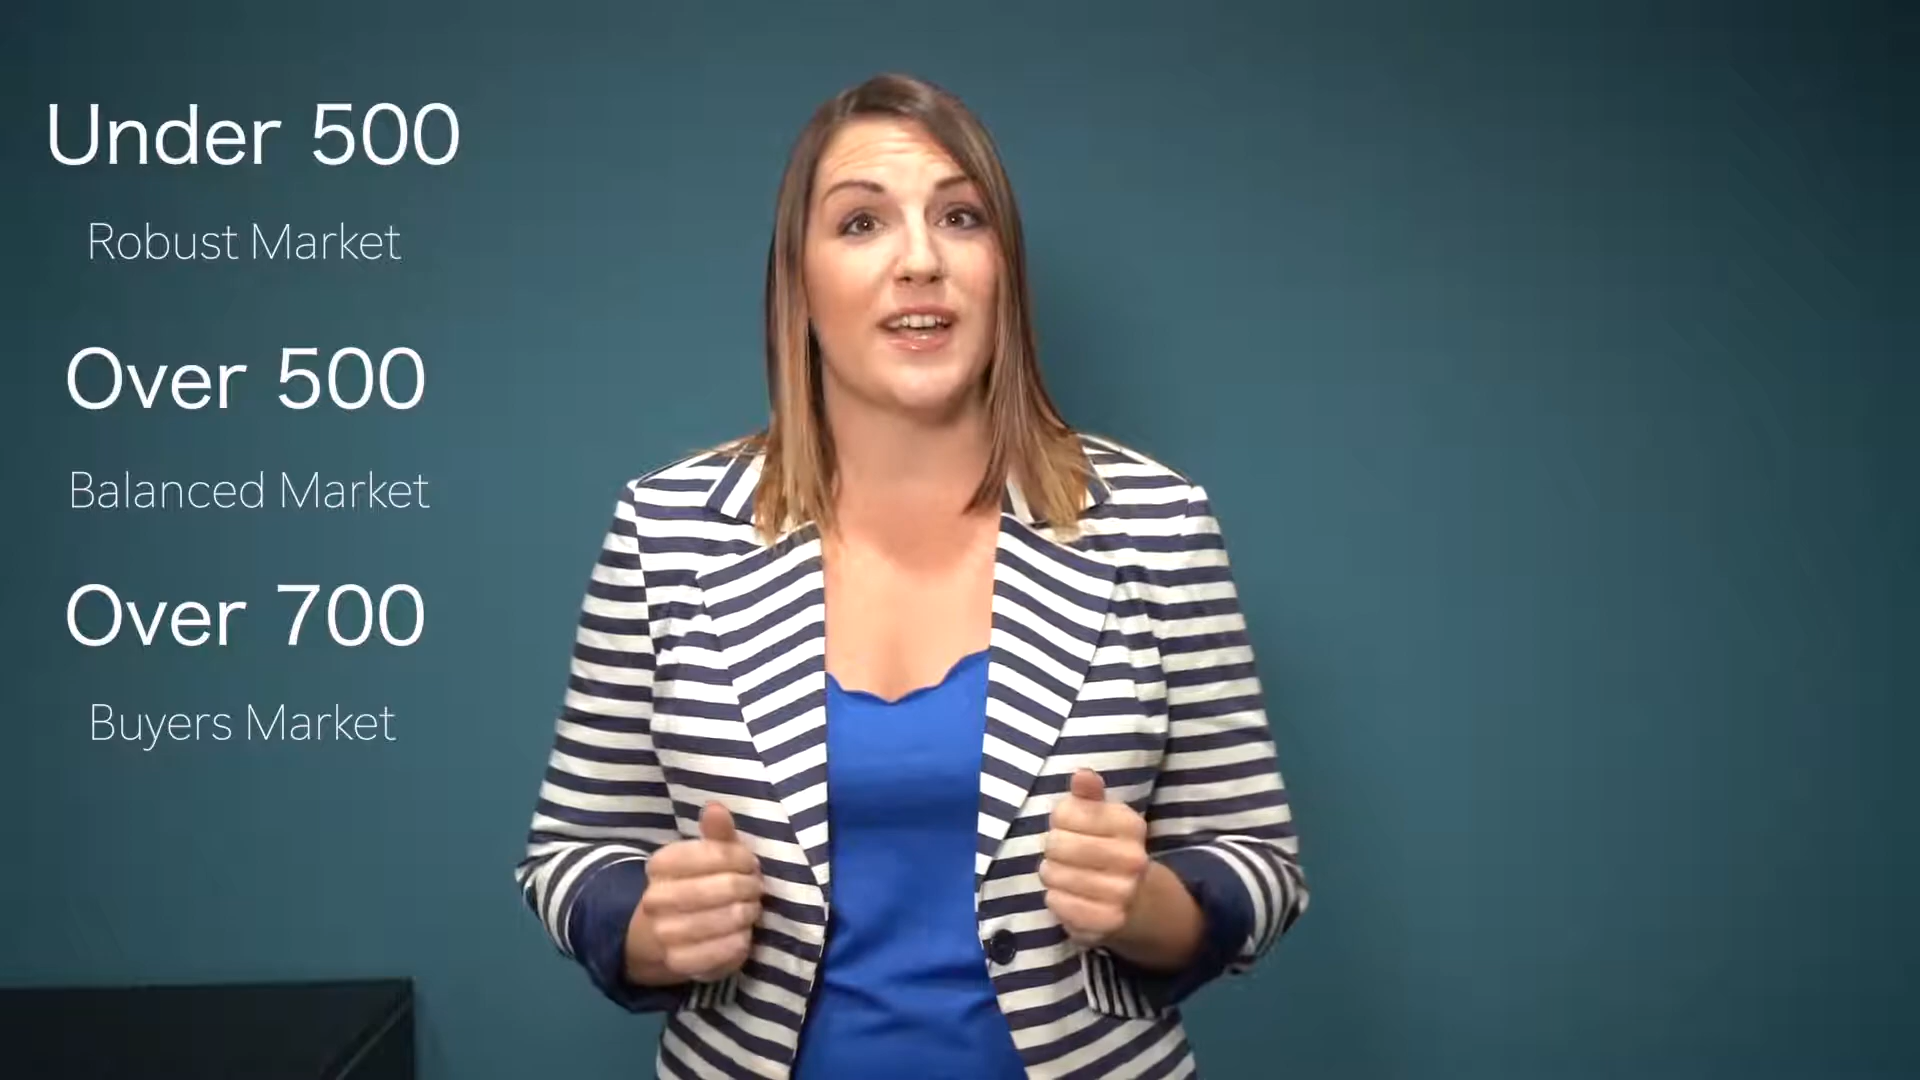 Under 500
Robust Market
Over 500
Balanced Market
Over 700
Buyers Market